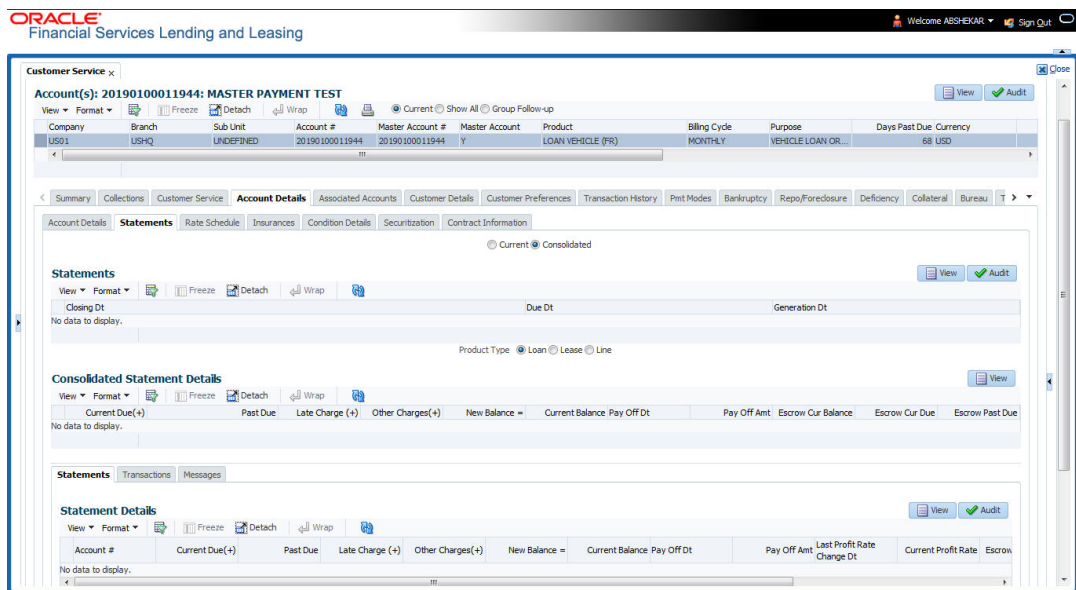 ORACLE®
Financial Services Lending and Leasing
Welcome ABSHEKAR Sign Out
Customer Service x
Close
Account(s): 20190100011944: MASTER PAYMENT TEST
View Audit
View Format Freeze Detach Wrap Current Show All Group Follow-up
Company Branch Sub Unit Account # Master Account # Master Account Product Billing Cycle Purpose Days Past Due Currency
US01 USHQ UNDEFINED 20190100011944 20190100011944 Y LOAN VEHICLE (FR) MONTHLY VEHICLE LOAN OR... 68 USD
Summary Collections Customer Service Account Details Associated Accounts Customer Details Customer Preferences Transaction History Pmt Modes Bankruptcy Repo/Foreclosure Deficiency Collateral Bureau T
Account Details Statements Rate Schedule Insurances Condition Details Securitization Contract Information
Current Consolidated
Statements
View Audit
View Format Freeze Detach Wrap
Closing Dt Due Dt Generation Dt
No data to display.
Product Type Loan Lease Line
Consolidated Statement Details
View
View Format Freeze Detach Wrap
Current Due(+) Past Due Late Charge (+) Other Charges(+) New Balance = Current Balance Pay Off Dt Pay Off Amt Escrow Cur Balance Escrow Cur Due Escrow Past Due
No data to display.
Statements Transactions Messages
Statement Details
View Audit
View Format Freeze Detach Wrap
Account # Current Due(+) Past Due Late Charge (+) Other Charges(+) New Balance = Current Balance Pay Off Dt Pay Off Amt Last Profit Rate Change Dt Current Profit Rate Escrow
No data to display.